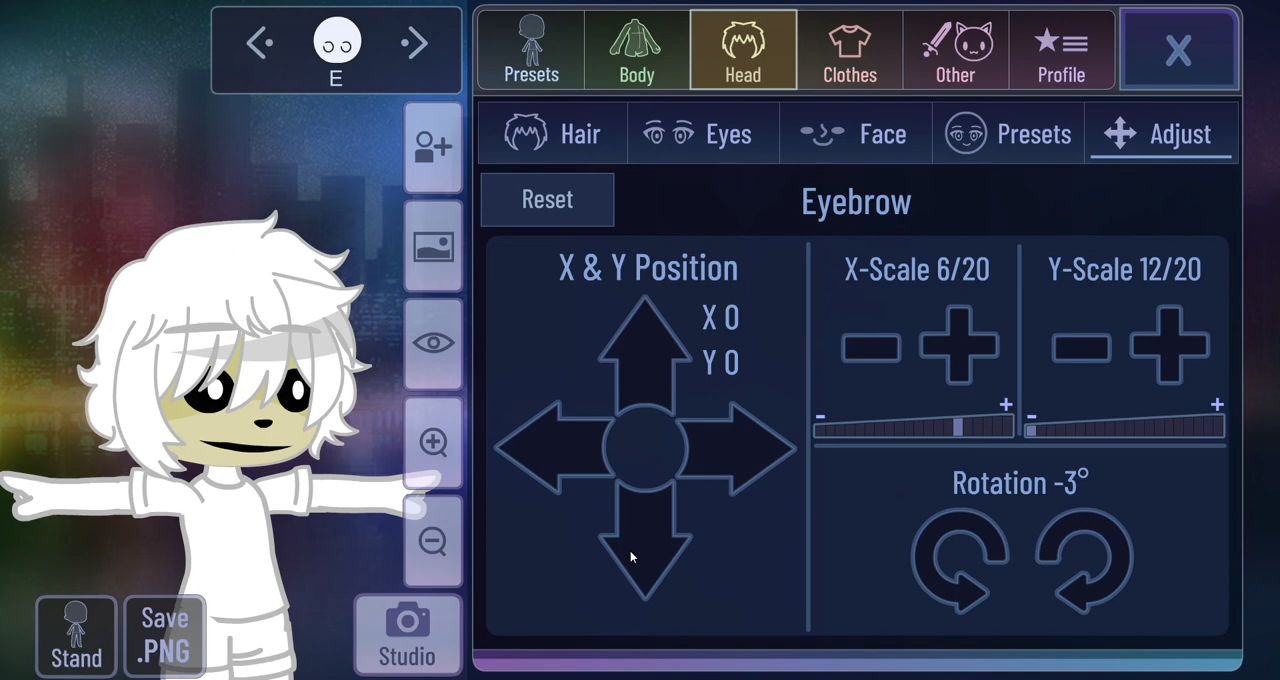 E
Presets
Body
Head
Clothes
Other
Profile
X
Hair
Eyes
Face
Presets
Adjust
Reset
Eyebrow
X & Y Position
X 0
Y 0
X-Scale 6/20
Y-Scale 12/20
- +
- +
Rotation -3°
Stand
Save
.PNG
Studio